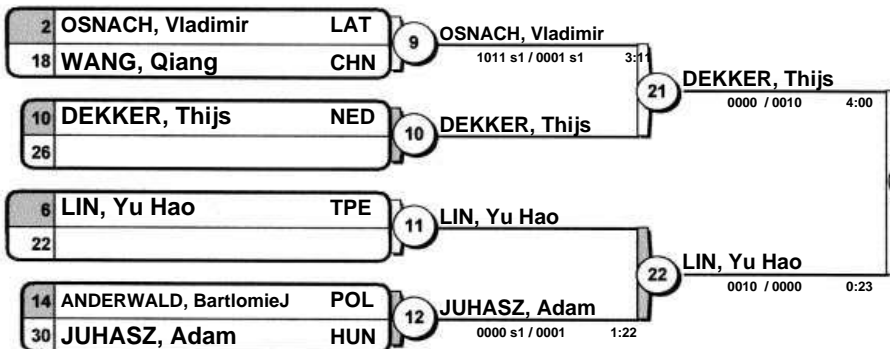 2 OSNACH, Vladimir LAT
18 WANG, Qiang CHN
9
OSNACH, Vladimir
1011 s1 / 0001 s1 3:11
10 DEKKER, Thijs NED
26
10
DEKKER, Thijs
21
DEKKER, Thijs
0000 / 0010 4:00
6 LIN, Yu Hao TPE
22
11
LIN, Yu Hao
14 ANDERWALD, BartlomieJ POL
30 JUHASZ, Adam HUN
12
JUHASZ, Adam
0000 s1 / 0001 1:22
22
LIN, Yu Hao
0010 / 0000 0:23